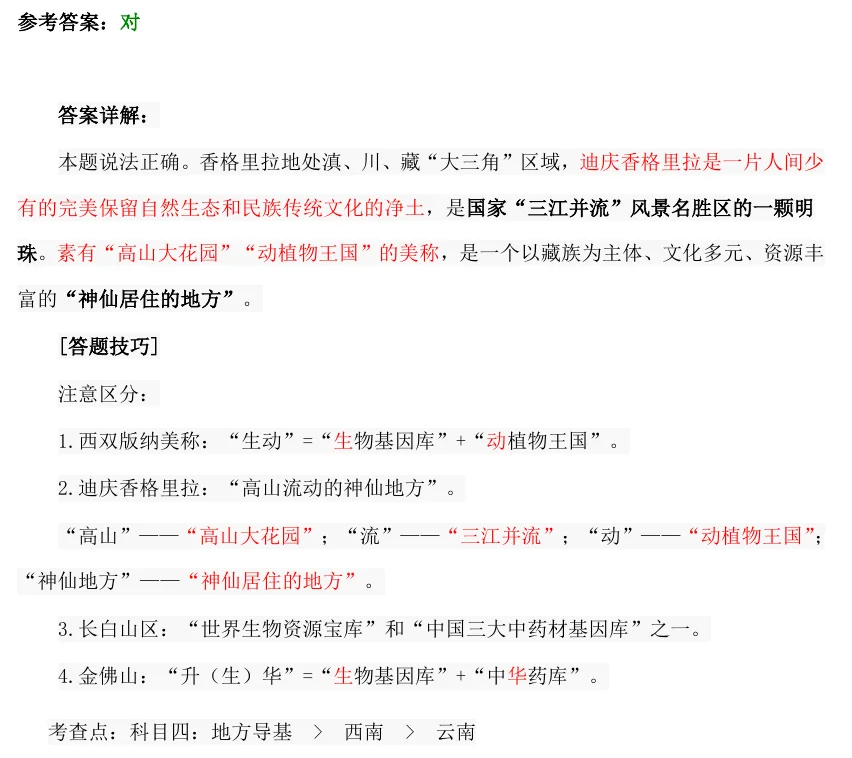 参考答案：对
答案详解：
本题说法正确。香格里拉地处滇、川、藏“大三角”区域，迪庆香格里拉是一片人间少
有的完美保留自然生态和民族传统文化的净土，是国家“三江并流”风景名胜区的一颗明
珠。素有“高山大花园”“动植物王国”的美称，是一个以藏族为主体、文化多元、资源丰
富的“神仙居住的地方”。
[答题技巧]
注意区分：
1.西双版纳美称：“生动”=“生物基因库”+“动植物王国”。
2.迪庆香格里拉：“高山流动的神仙地方”。
“高山”——“高山大花园”；“流”——“三江并流”；“动”——“动植物王国”；
“神仙地方”——“神仙居住的地方”。
3.长白山区：“世界生物资源宝库”和“中国三大中药材基因库”之一。
4.金佛山：“升（生）华”=“生物基因库”+“中华药库”。
考查点：科目四：地方导基 > 西南 > 云南